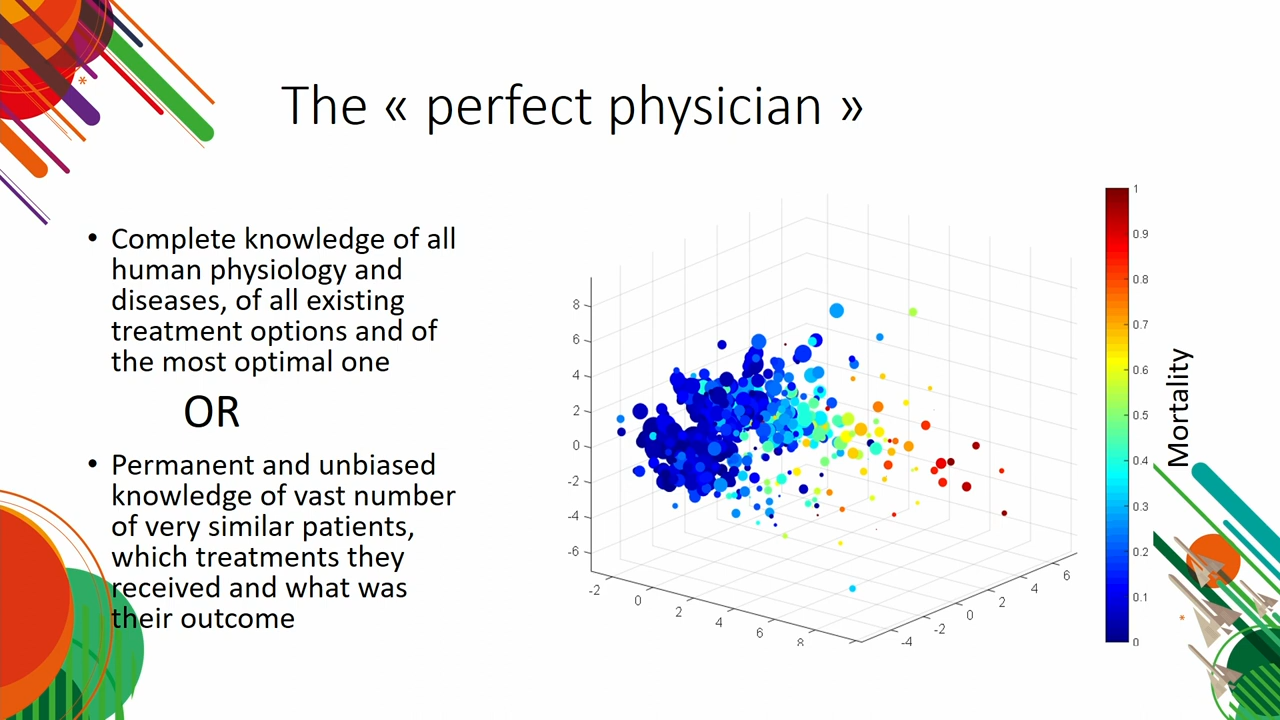 The « perfect physician »
• Complete knowledge of all
human physiology and
diseases, of all existing
treatment options and of
the most optimal one
OR
• Permanent and unbiased
knowledge of vast number
of very similar patients,
which treatments they
received and what was
their outcome
8
6
4
2
0
-2
-4
-6
-2
0
2
4
6
8
-4
-2
0
2
4
6
1
0.9
0.8
0.7
0.6
0.5
0.4
0.3
0.2
0.1
0
Mortality